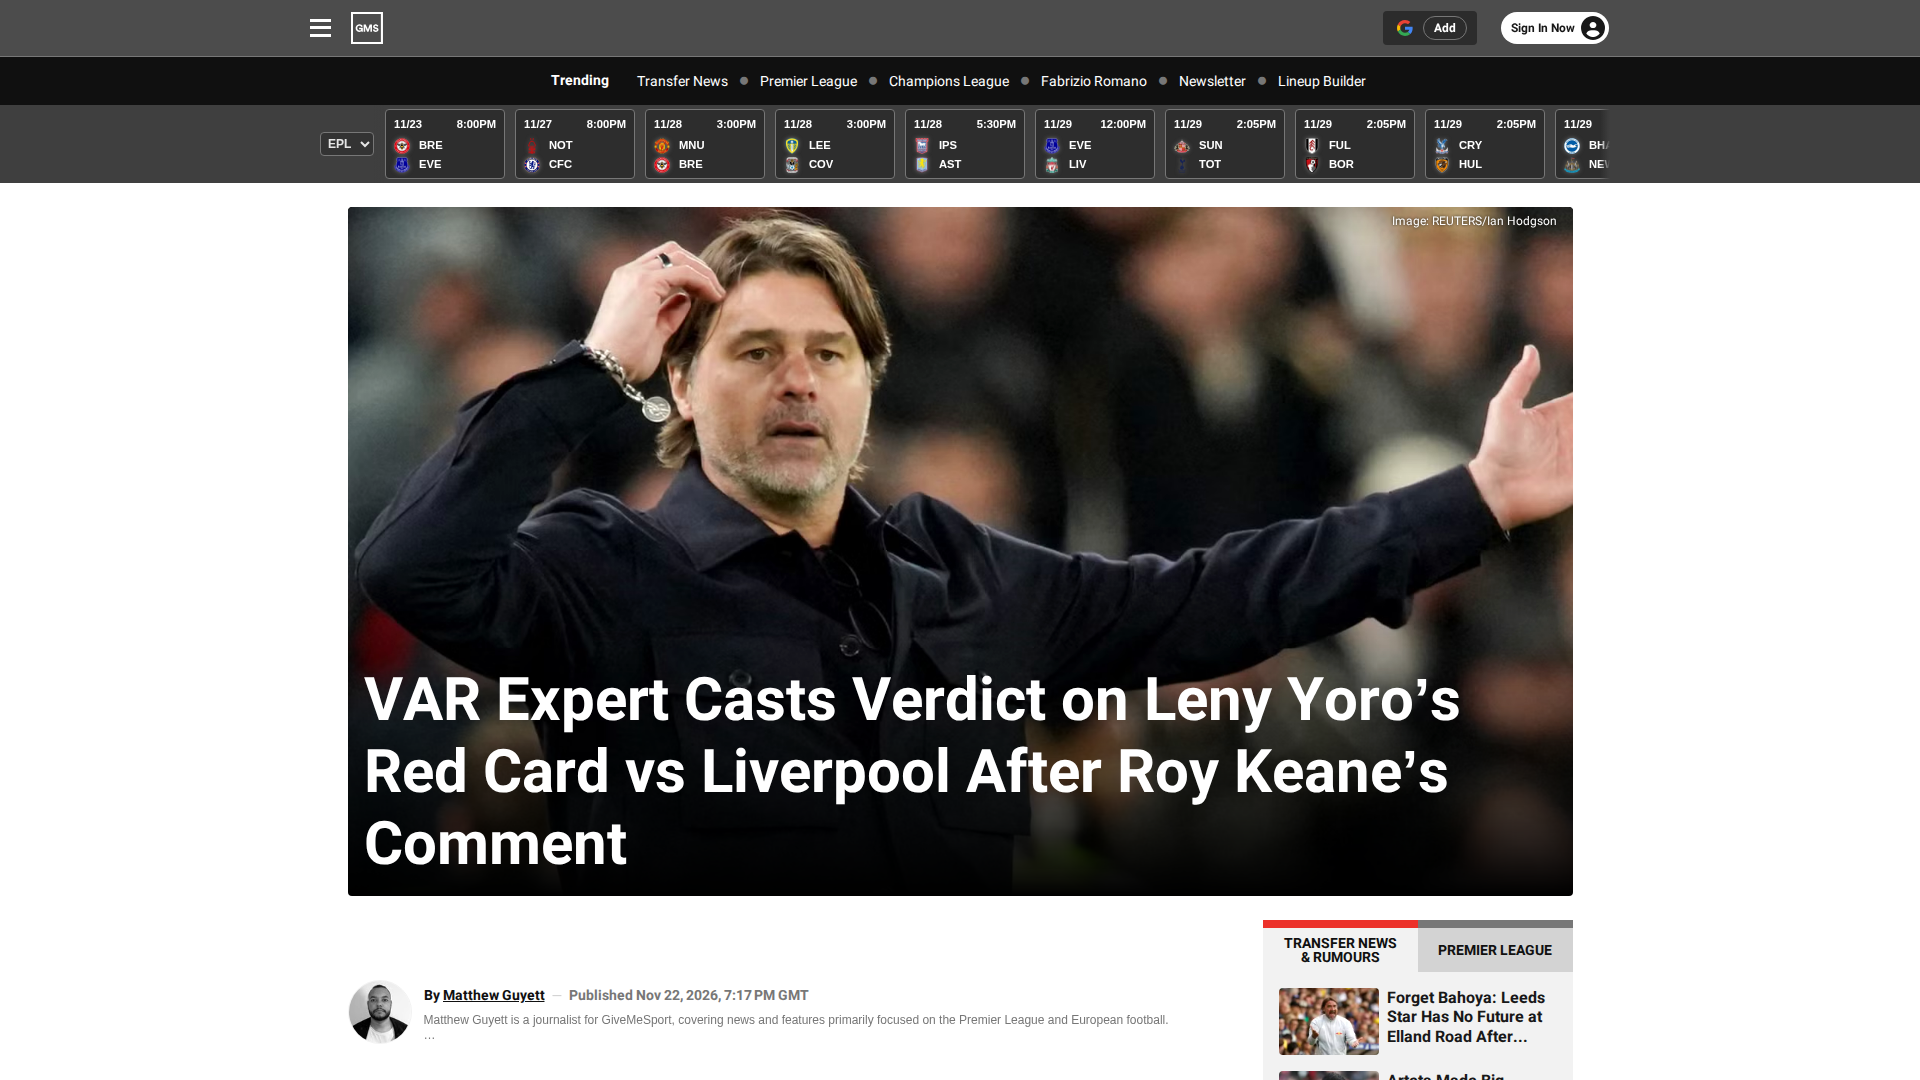 GMS
Add
Sign In Now
Trending
Transfer News
Premier League
Champions League
Fabrizio Romano
Newsletter
Lineup Builder
EPL
11/23 8:00PM
BRE
EVE
11/27 8:00PM
NOT
CFC
11/28 3:00PM
MNU
BRE
11/28 3:00PM
LEE
COV
11/28 5:30PM
IPS
AST
11/29 12:00PM
EVE
LIV
11/29 2:05PM
SUN
TOT
11/29 2:05PM
FUL
BOR
11/29 2:05PM
CRY
HUL
11/29
Image: REUTERS/Ian Hodgson
VAR Expert Casts Verdict on Leny Yoro’s
Red Card vs Liverpool After Roy Keane’s
Comment
By Matthew Guyett — Published Nov 22, 2026, 7:17 PM GMT
Matthew Guyett is a journalist for GiveMeSport, covering news and features primarily focused on the Premier League and European football.
...
TRANSFER NEWS
& RUMOURS
PREMIER LEAGUE
Forget Bahoya: Leeds
Star Has No Future at
Elland Road After...